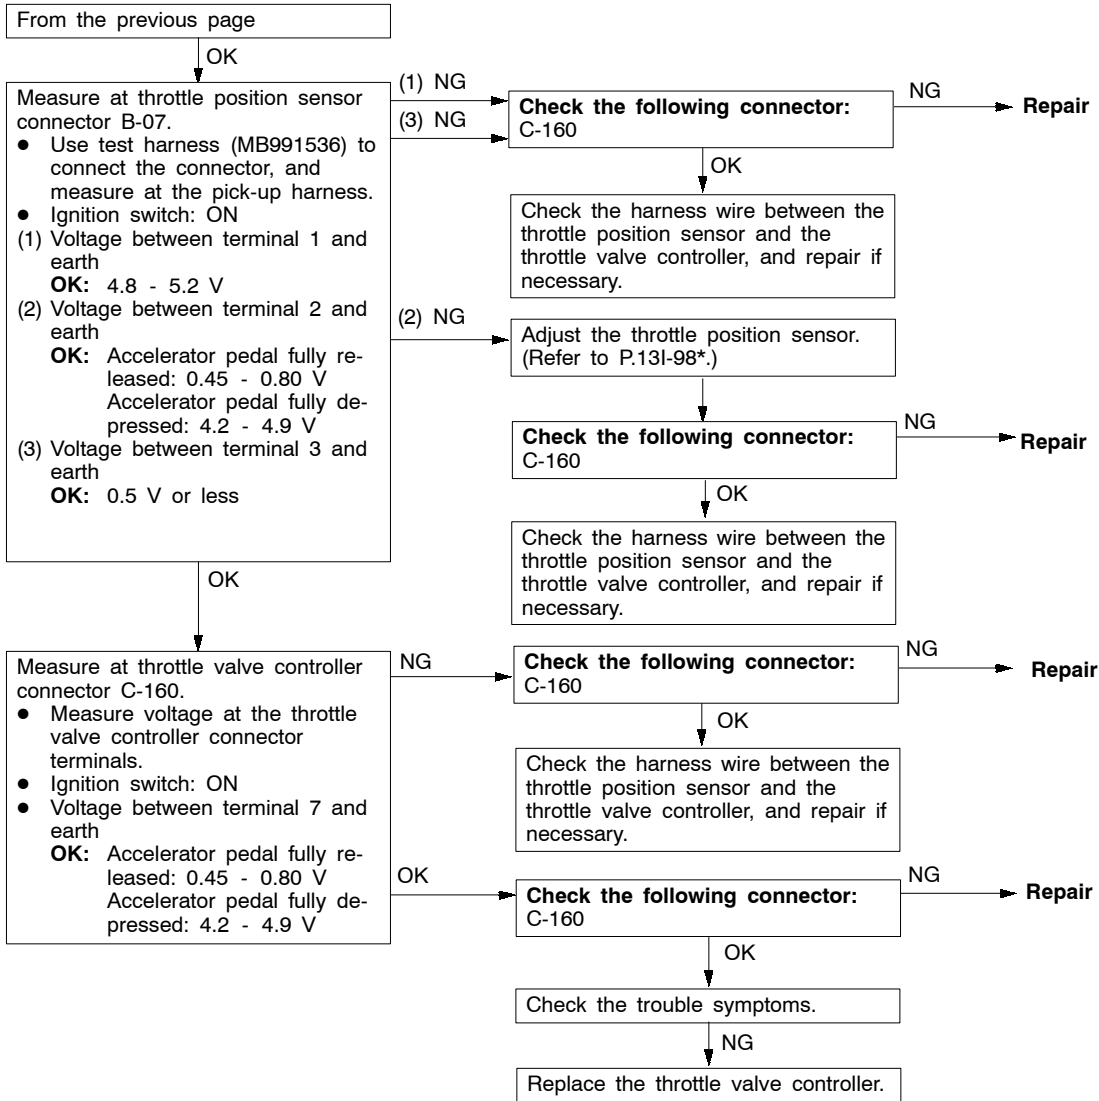 From the previous page
OK
Measure at throttle position sensor
connector B-07.
● Use test harness (MB991536) to
connect the connector, and
measure at the pick-up harness.
● Ignition switch: ON
(1) Voltage between terminal 1 and
earth
OK: 4.8 - 5.2 V
(2) Voltage between terminal 2 and
earth
OK: Accelerator pedal fully re-
leased: 0.45 - 0.80 V
Accelerator pedal fully de-
pressed: 4.2 - 4.9 V
(3) Voltage between terminal 3 and
earth
OK: 0.5 V or less
(1) NG
(3) NG
Check the following connector:
C-160
NG
Repair
OK
Check the harness wire between the
throttle position sensor and the
throttle valve controller, and repair if
necessary.
(2) NG
Adjust the throttle position sensor.
(Refer to P.13I-98*.)
Check the following connector:
C-160
NG
Repair
OK
Check the harness wire between the
throttle position sensor and the
throttle valve controller, and repair if
necessary.
OK
Measure at throttle valve controller
connector C-160.
● Measure voltage at the throttle
valve controller connector
terminals.
● Ignition switch: ON
● Voltage between terminal 7 and
earth
OK: Accelerator pedal fully re-
leased: 0.45 - 0.80 V
Accelerator pedal fully de-
pressed: 4.2 - 4.9 V
NG
Check the following connector:
C-160
NG
Repair
OK
Check the harness wire between the
throttle position sensor and the
throttle valve controller, and repair if
necessary.
OK
Check the following connector:
C-160
NG
Repair
OK
Check the trouble symptoms.
NG
Replace the throttle valve controller.